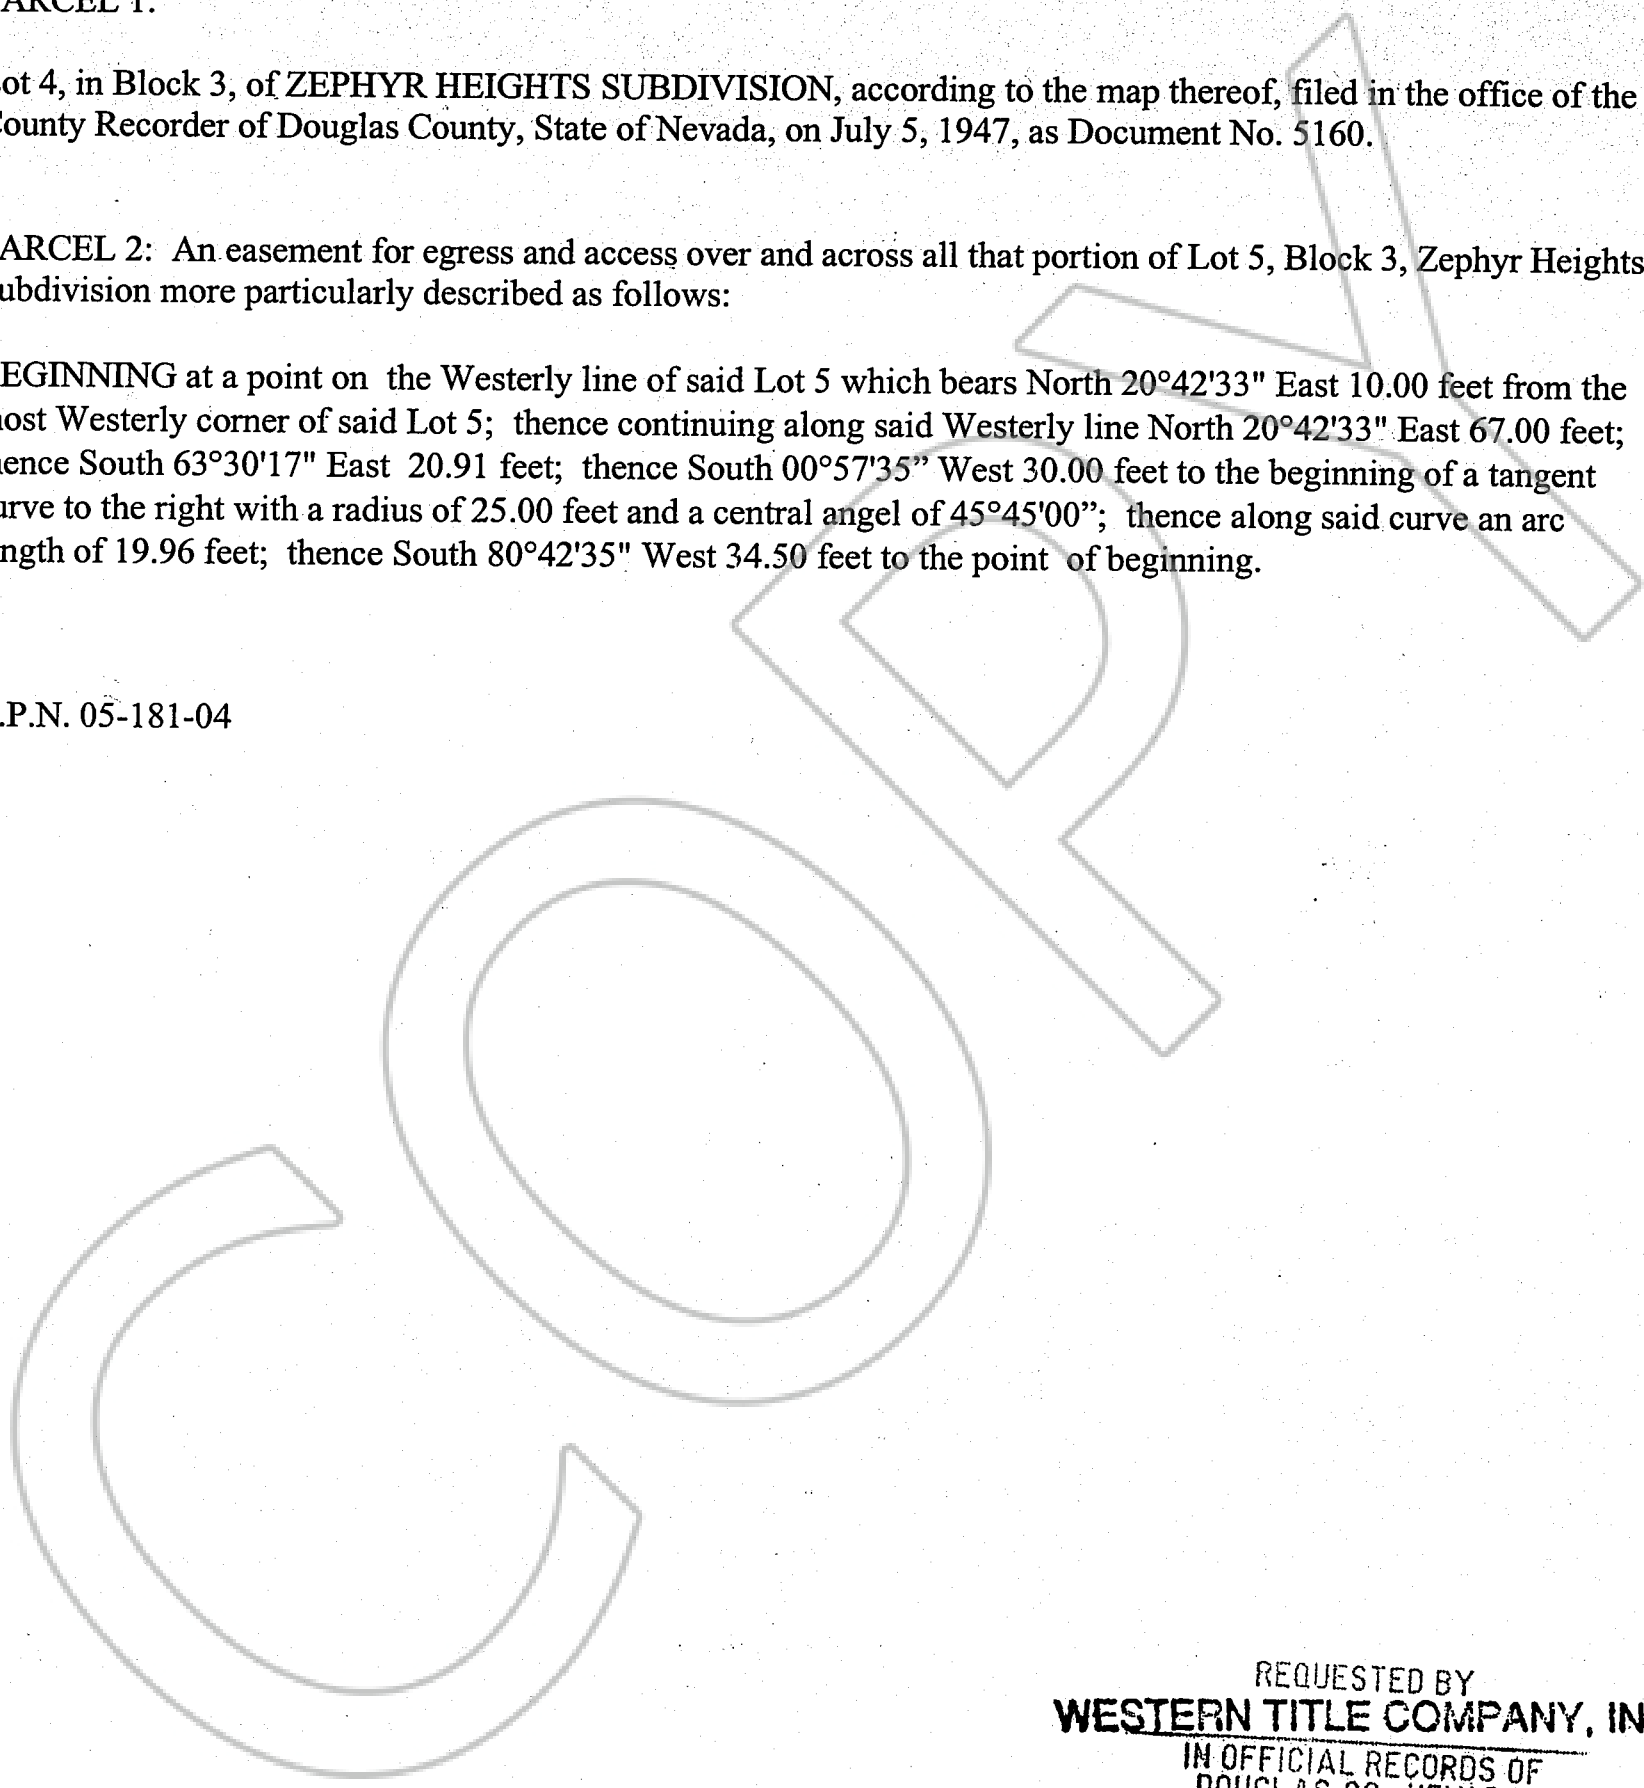 ARCEL 1:
ot 4, in Block 3, of ZEPHYR HEIGHTS SUBDIVISION, according to the map thereof, filed in the office of the
ounty Recorder of Douglas County, State of Nevada, on July 5, 1947, as Document No. 5160.
ARCEL 2: An easement for egress and access over and across all that portion of Lot 5, Block 3, Zephyr Heights
ubdivision more particularly described as follows:
EGINNING at a point on the Westerly line of said Lot 5 which bears North 20°42'33" East 10.00 feet from the
ost Westerly corner of said Lot 5; thence continuing along said Westerly line North 20°42'33" East 67.00 feet;
ence South 63°30'17" East 20.91 feet; thence South 00°57'35” West 30.00 feet to the beginning of a tangent
urve to the right with a radius of 25.00 feet and a central angel of 45°45'00”; thence along said curve an arc
ngth of 19.96 feet; thence South 80°42'35" West 34.50 feet to the point of beginning.
.P.N. 05-181-04
COPY
REQUESTED BY
WESTERN TITLE COMPANY, IN
IN OFFICIAL RECORDS OF
DOUGLAS CO.